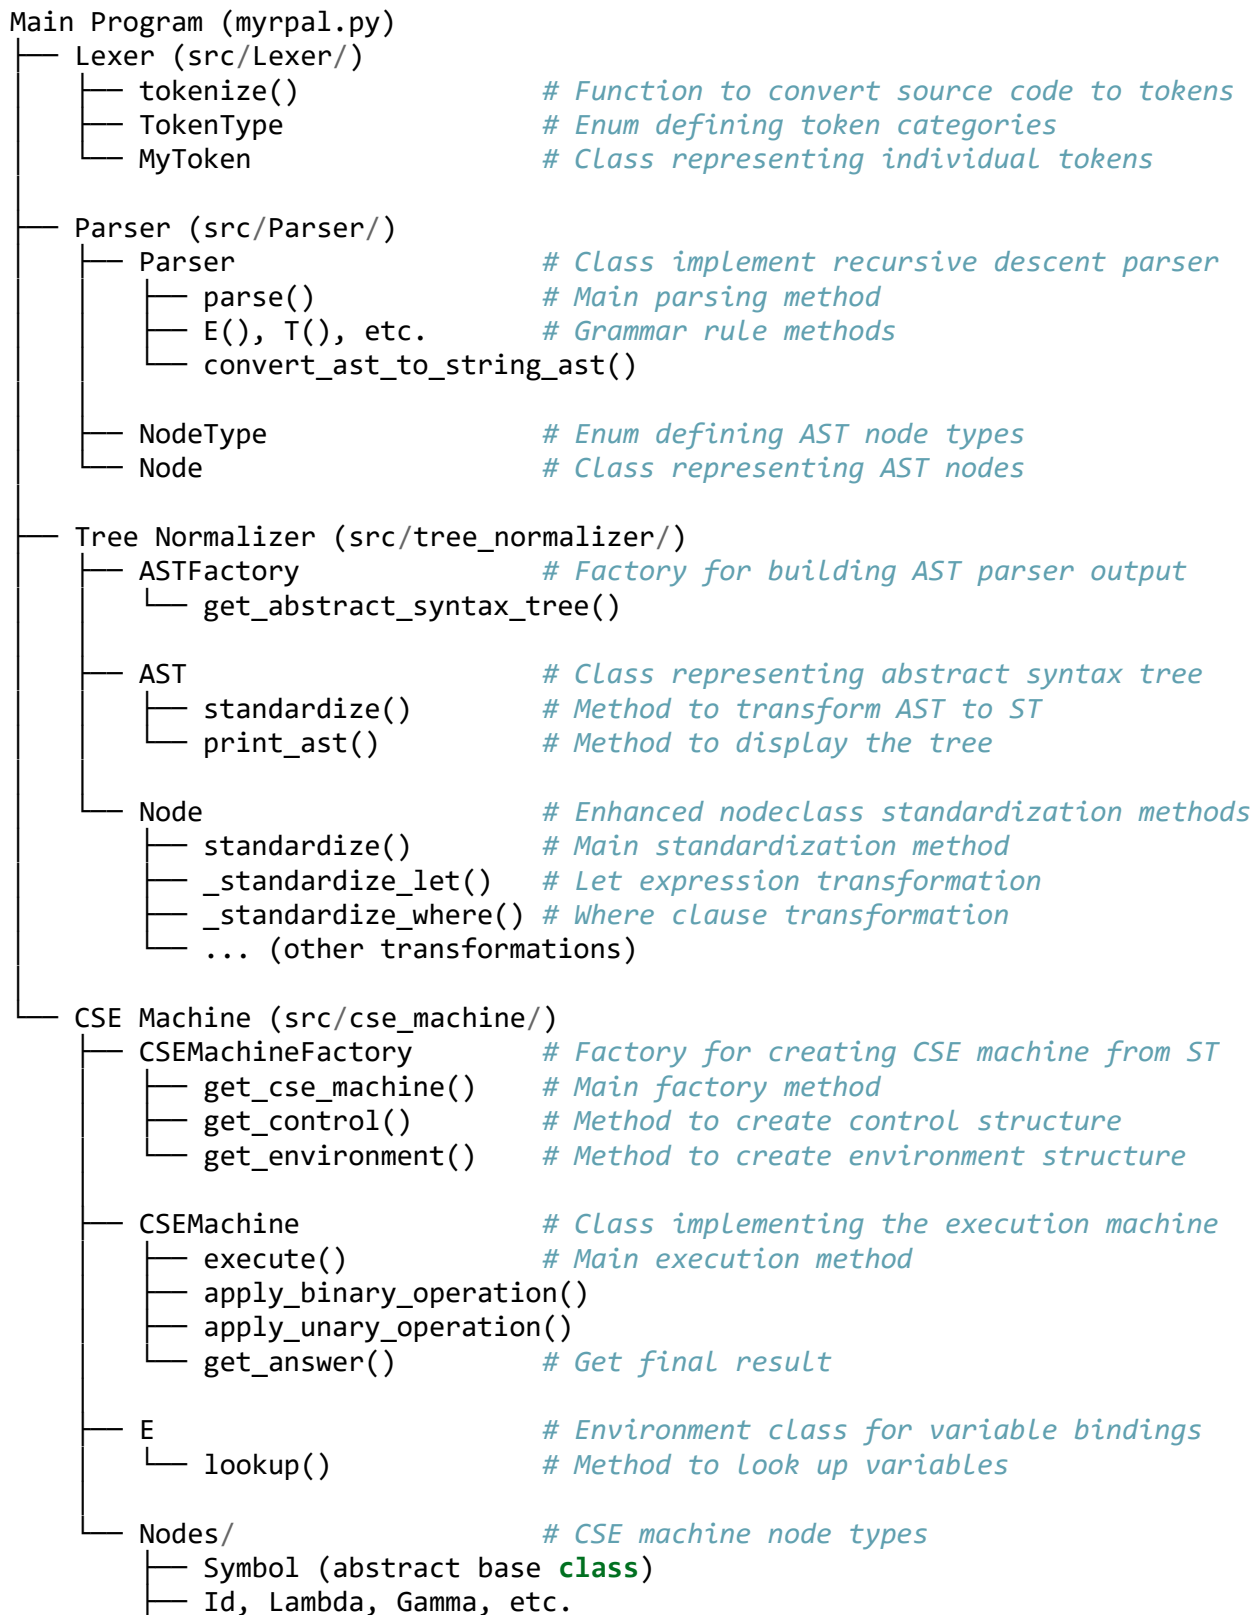 Main Program (myrpal.py)
├── Lexer (src/Lexer/)
│   ├── tokenize()               # Function to convert source code to tokens
│   ├── TokenType                # Enum defining token categories
│   └── MyToken                  # Class representing individual tokens
│
├── Parser (src/Parser/)
│   ├── Parser                   # Class implement recursive descent parser
│   │   ├── parse()              # Main parsing method
│   │   ├── E(), T(), etc.       # Grammar rule methods
│   │   └── convert_ast_to_string_ast()
│   │
│   ├── NodeType                 # Enum defining AST node types
│   └── Node                     # Class representing AST nodes
│
├── Tree Normalizer (src/tree_normalizer/)
│   ├── ASTFactory               # Factory for building AST parser output
│   │   └── get_abstract_syntax_tree()
│   │
│   ├── AST                      # Class representing abstract syntax tree
│   │   ├── standardize()        # Method to transform AST to ST
│   │   └── print_ast()          # Method to display the tree
│   │
│   └── Node                     # Enhanced nodeclass standardization methods
│       ├── standardize()        # Main standardization method
│       ├── _standardize_let()   # Let expression transformation
│       ├── _standardize_where() # Where clause transformation
│       └── ... (other transformations)
│
└── CSE Machine (src/cse_machine/)
    ├── CSEMachineFactory        # Factory for creating CSE machine from ST
    │   ├── get_cse_machine()    # Main factory method
    │   ├── get_control()        # Method to create control structure
    │   └── get_environment()    # Method to create environment structure
    │
    ├── CSEMachine               # Class implementing the execution machine
    │   ├── execute()            # Main execution method
    │   ├── apply_binary_operation()
    │   ├── apply_unary_operation()
    │   └── get_answer()         # Get final result
    │
    ├── E                        # Environment class for variable bindings
    │   └── lookup()             # Method to look up variables
    │
    └── Nodes/                   # CSE machine node types
        ├── Symbol (abstract base class)
        ├── Id, Lambda, Gamma, etc.